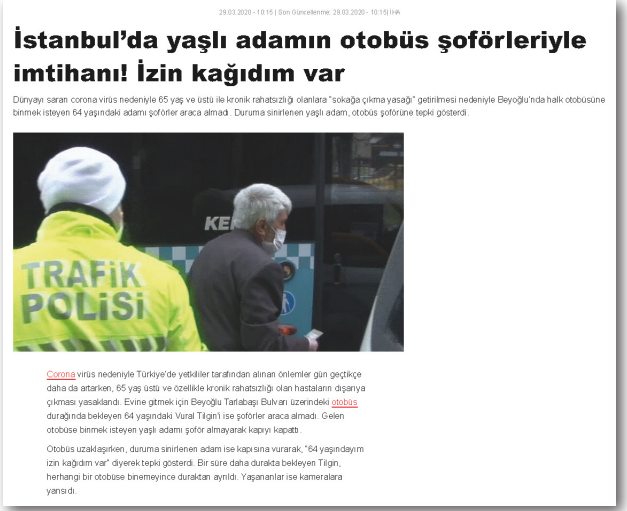 29.03.2020 - 10:15 | Son Güncellenme: 29.03.2020 - 10:15| İHA
İstanbul'da yaşlı adamın otobüs şoförleriyle
imtihanı! İzin kağıdım var
Dünyayı saran corona virüs nedeniyle 65 yaş ve üstü ile kronik rahatsızlığı olanlara "sokağa çıkma yasağı" getirilmesi nedeniyle Beyoğlu'nda halk otobüsüne
binmek isteyen 64 yaşındaki adamı şoförler araca almadı. Duruma sinirlenen yaşlı adam, otobüs şoförüne tepki gösterdi.
KE
TRAFİK
POLİSİ
Corona virüs nedeniyle Türkiye'de yetkililer tarafından alınan önlemler gün geçtikçe
daha da artarken, 65 yaş üstü ve özellikle kronik rahatsızlığı olan hastaların dışarıya
çıkması yasaklandı. Evine gitmek için Beyoğlu Tarlabaşı Bulvarı üzerindeki otobüs
durağında bekleyen 64 yaşındaki Vural Tilgin'i ise şoförler araca almadı. Gelen
otobüse binmek isteyen yaşlı adamı şoför almayarak kapıyı kapattı.
Otobüs uzaklaşırken, duruma sinirlenen adam ise kapısına vurarak, "64 yaşındayım
izin kağıdım var" diyerek tepki gösterdi. Bir süre daha durakta bekleyen Tilgin,
herhangi bir otobüse binemeyince duraktan ayrıldı. Yaşananlar ise kameralara
yansıdı.